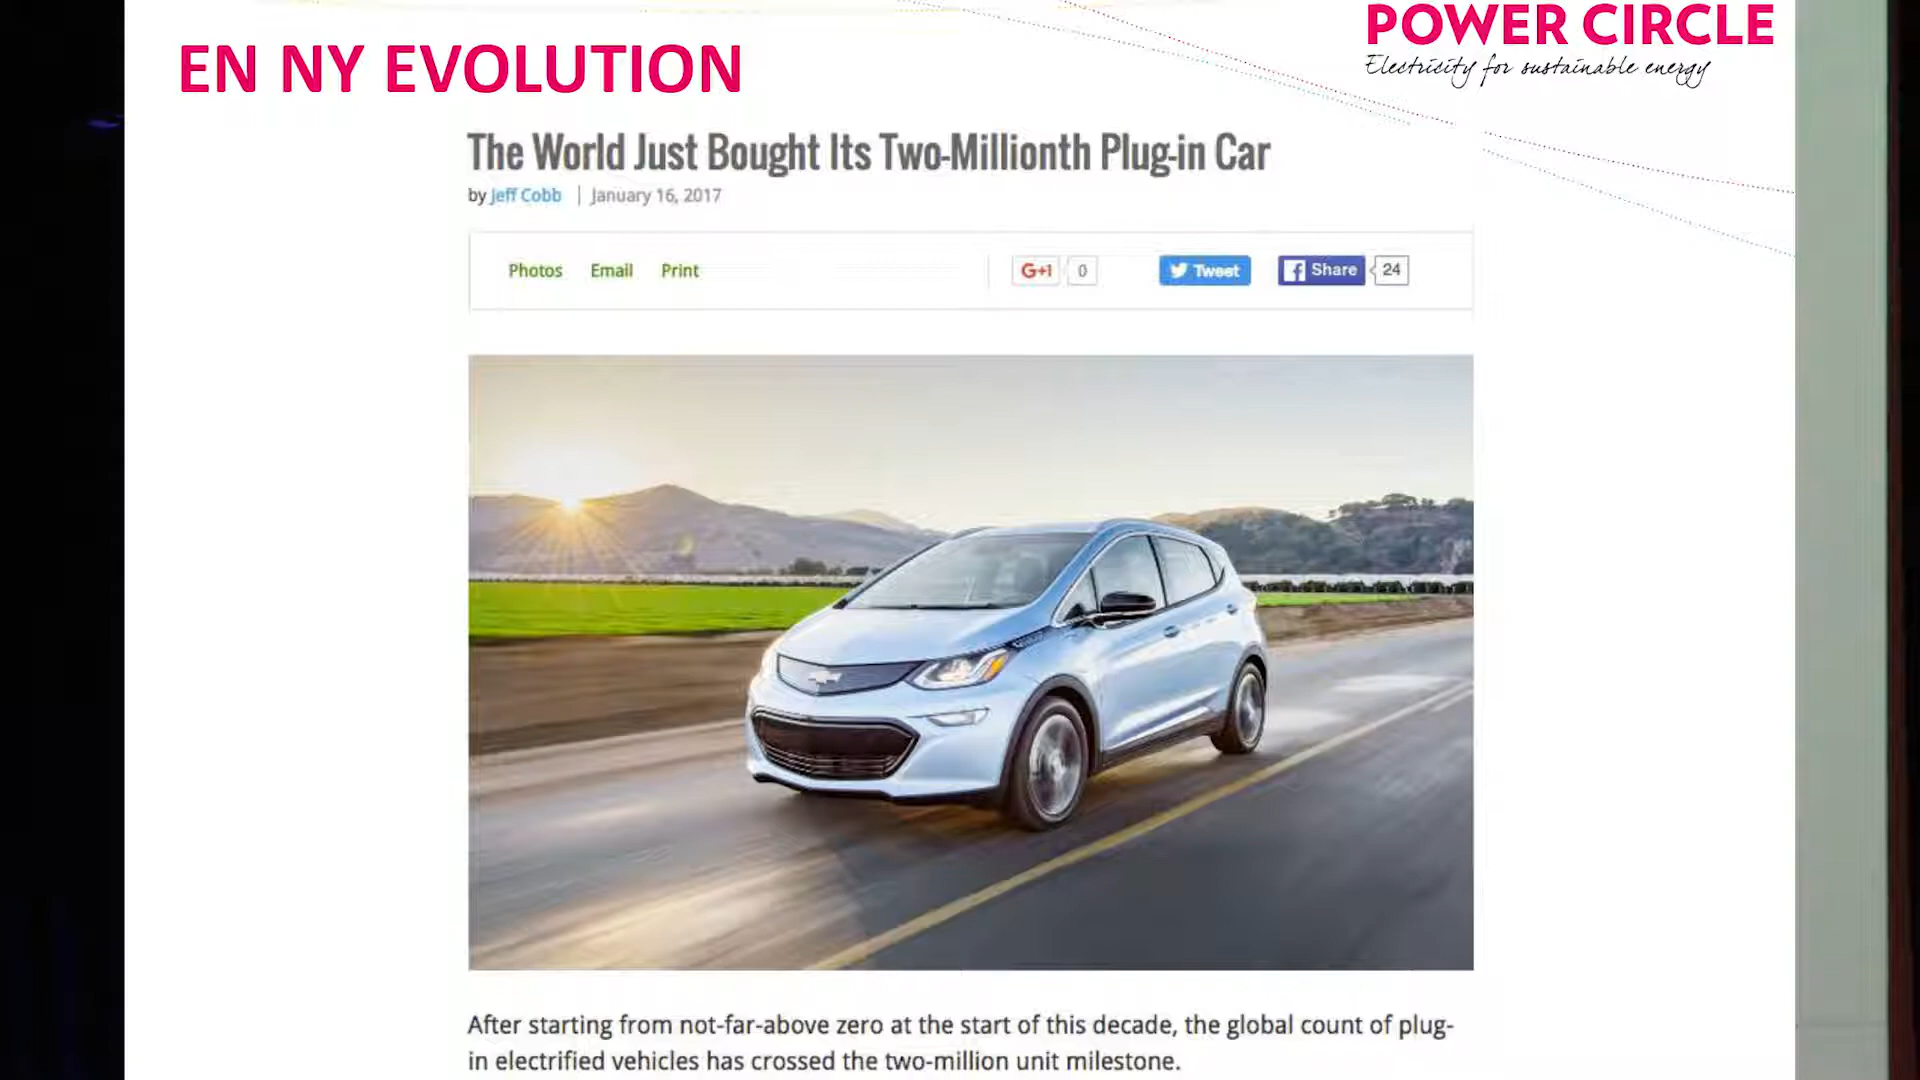 EN NY EVOLUTION
POWER CIRCLE
Electricity for sustainable energy
The World Just Bought Its Two-Millionth Plug-in Car
by Jeff Cobb | January 16, 2017
Photos Email Print G+1 0 Tweet Share 24
After starting from not-far-above zero at the start of this decade, the global count of plug-
in electrified vehicles has crossed the two-million unit milestone.